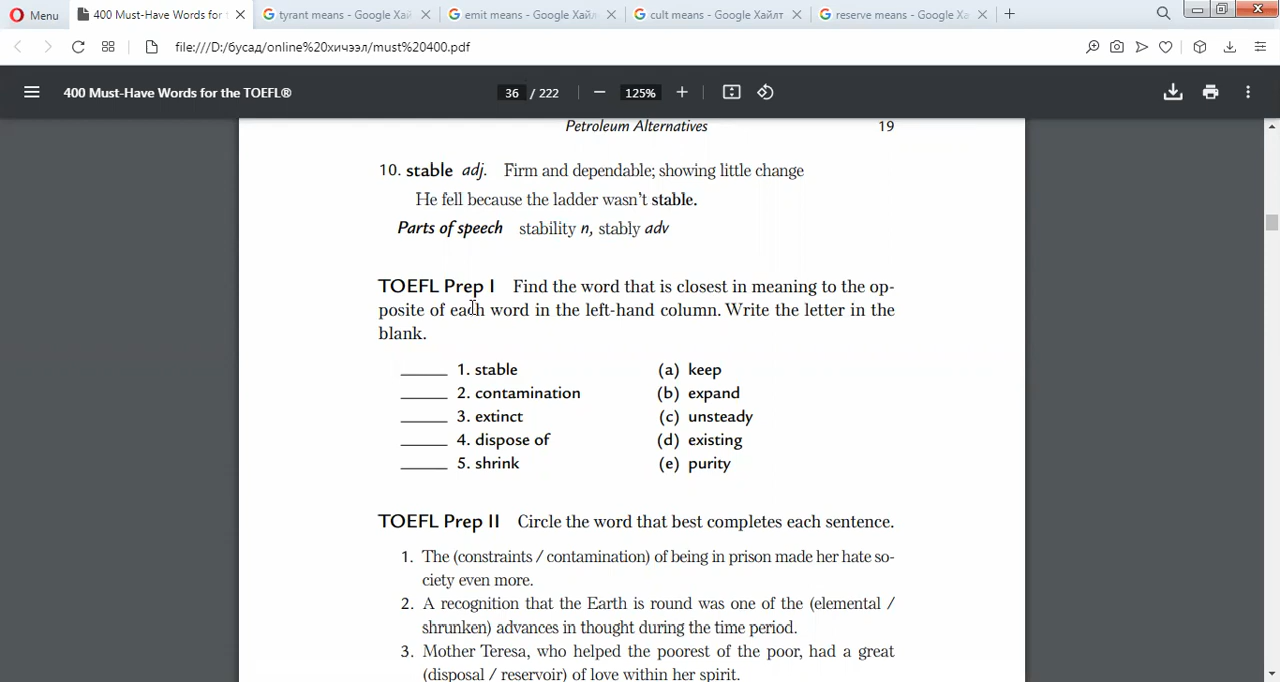 Menu
400 Must-Have Words for
tyrant means - Google Хай
emit means - Google Хайл
cult means - Google Хайлт
reserve means - Google Ха
file:///D:/бусад/online%20хичээл/must%20400.pdf
400 Must-Have Words for the TOEFL®
36 / 222
125%
Petroleum Alternatives 19
10. stable adj. Firm and dependable; showing little change
He fell because the ladder wasn't stable.
Parts of speech stability n, stably adv
TOEFL Prep I Find the word that is closest in meaning to the op-
posite of each word in the left-hand column. Write the letter in the
blank.
_____ 1. stable (a) keep
_____ 2. contamination (b) expand
_____ 3. extinct (c) unsteady
_____ 4. dispose of (d) existing
_____ 5. shrink (e) purity
TOEFL Prep II Circle the word that best completes each sentence.
1. The (constraints / contamination) of being in prison made her hate so-
ciety even more.
2. A recognition that the Earth is round was one of the (elemental /
shrunken) advances in thought during the time period.
3. Mother Teresa, who helped the poorest of the poor, had a great
(disposal / reservoir) of love within her spirit.